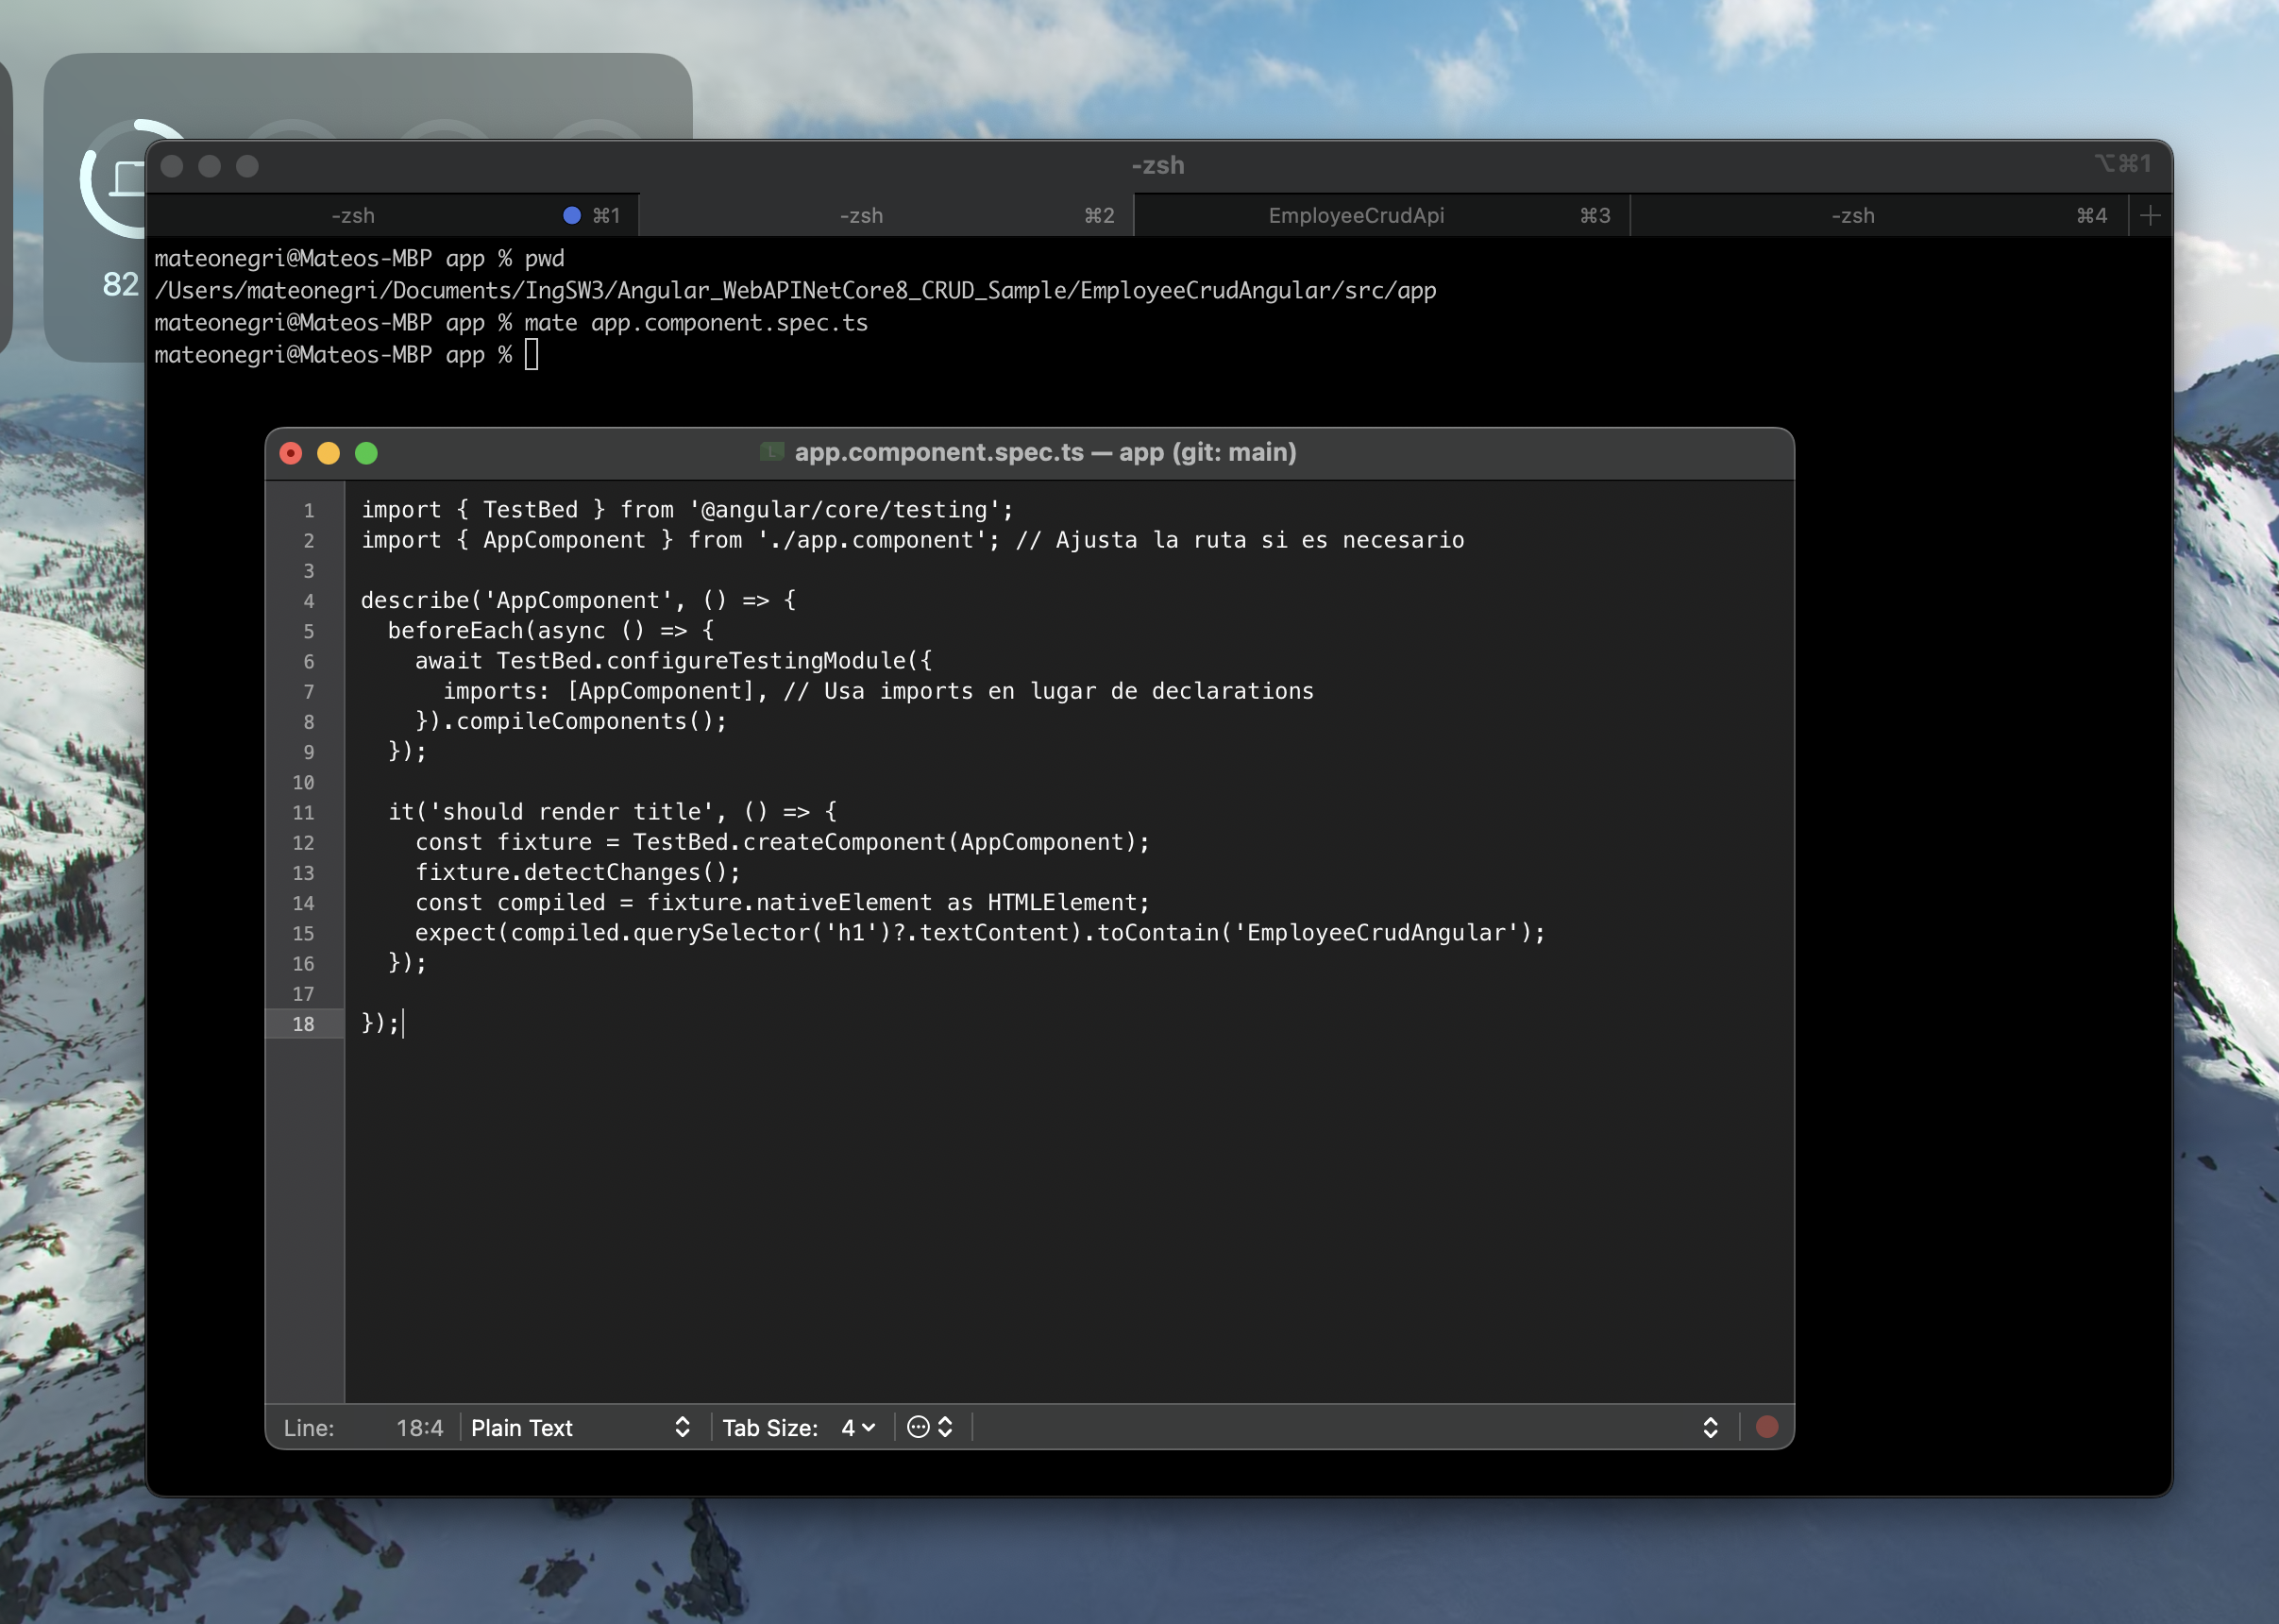 -zsh ⌥⌘1
-zsh ⌘1 -zsh ⌘2 EmployeeCrudApi ⌘3 -zsh ⌘4
82
mateonegri@Mateos-MBP app % pwd
/Users/mateonegri/Documents/IngSW3/Angular_WebAPINetCore8_CRUD_Sample/EmployeeCrudAngular/src/app
mateonegri@Mateos-MBP app % mate app.component.spec.ts
mateonegri@Mateos-MBP app %
app.component.spec.ts — app (git: main)
1 import { TestBed } from '@angular/core/testing';
2 import { AppComponent } from './app.component'; // Ajusta la ruta si es necesario
3
4 describe('AppComponent', () => {
5   beforeEach(async () => {
6     await TestBed.configureTestingModule({
7       imports: [AppComponent], // Usa imports en lugar de declarations
8     }).compileComponents();
9   });
10
11   it('should render title', () => {
12     const fixture = TestBed.createComponent(AppComponent);
13     fixture.detectChanges();
14     const compiled = fixture.nativeElement as HTMLElement;
15     expect(compiled.querySelector('h1')?.textContent).toContain('EmployeeCrudAngular');
16   });
17
18 });
Line: 18:4 Plain Text Tab Size: 4